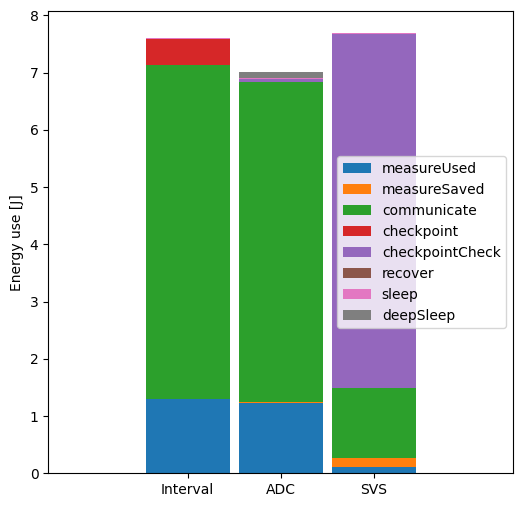 8
7
6
5
4
3
2
1
0
Energy use [J]
measureUsed
measureSaved
communicate
checkpoint
checkpointCheck
recover
sleep
deepSleep
Interval
ADC
SVS